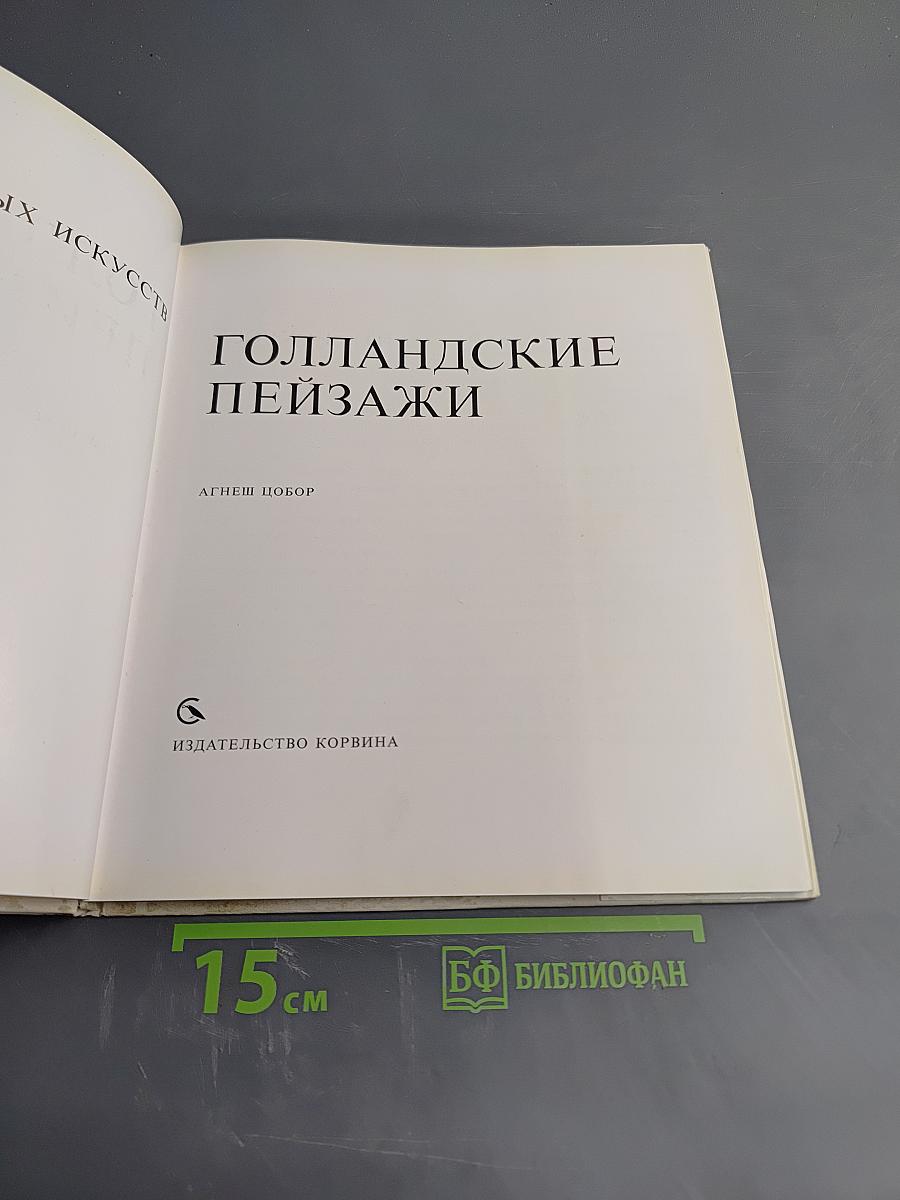 ЫХ ИСКУССТВ
ГОЛЛАНДСКИЕ
ПЕЙЗАЖИ
АГНЕШ ЦОБОР
ИЗДАТЕЛЬСТВО КОРВИНА
15 см
БФ БИБЛИОФАН